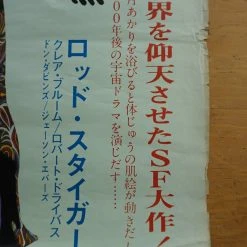 界を仰天させたSF大作!
月あかりを浴びると体じゅうの肌絵が動きだし
00年後の宇宙ドラマを演じだす……
ロッド・スタイガー
クレア・ブルーム/ロバート・ドライバス
ドン・ダビンズ/ジェーソン・エバーズ